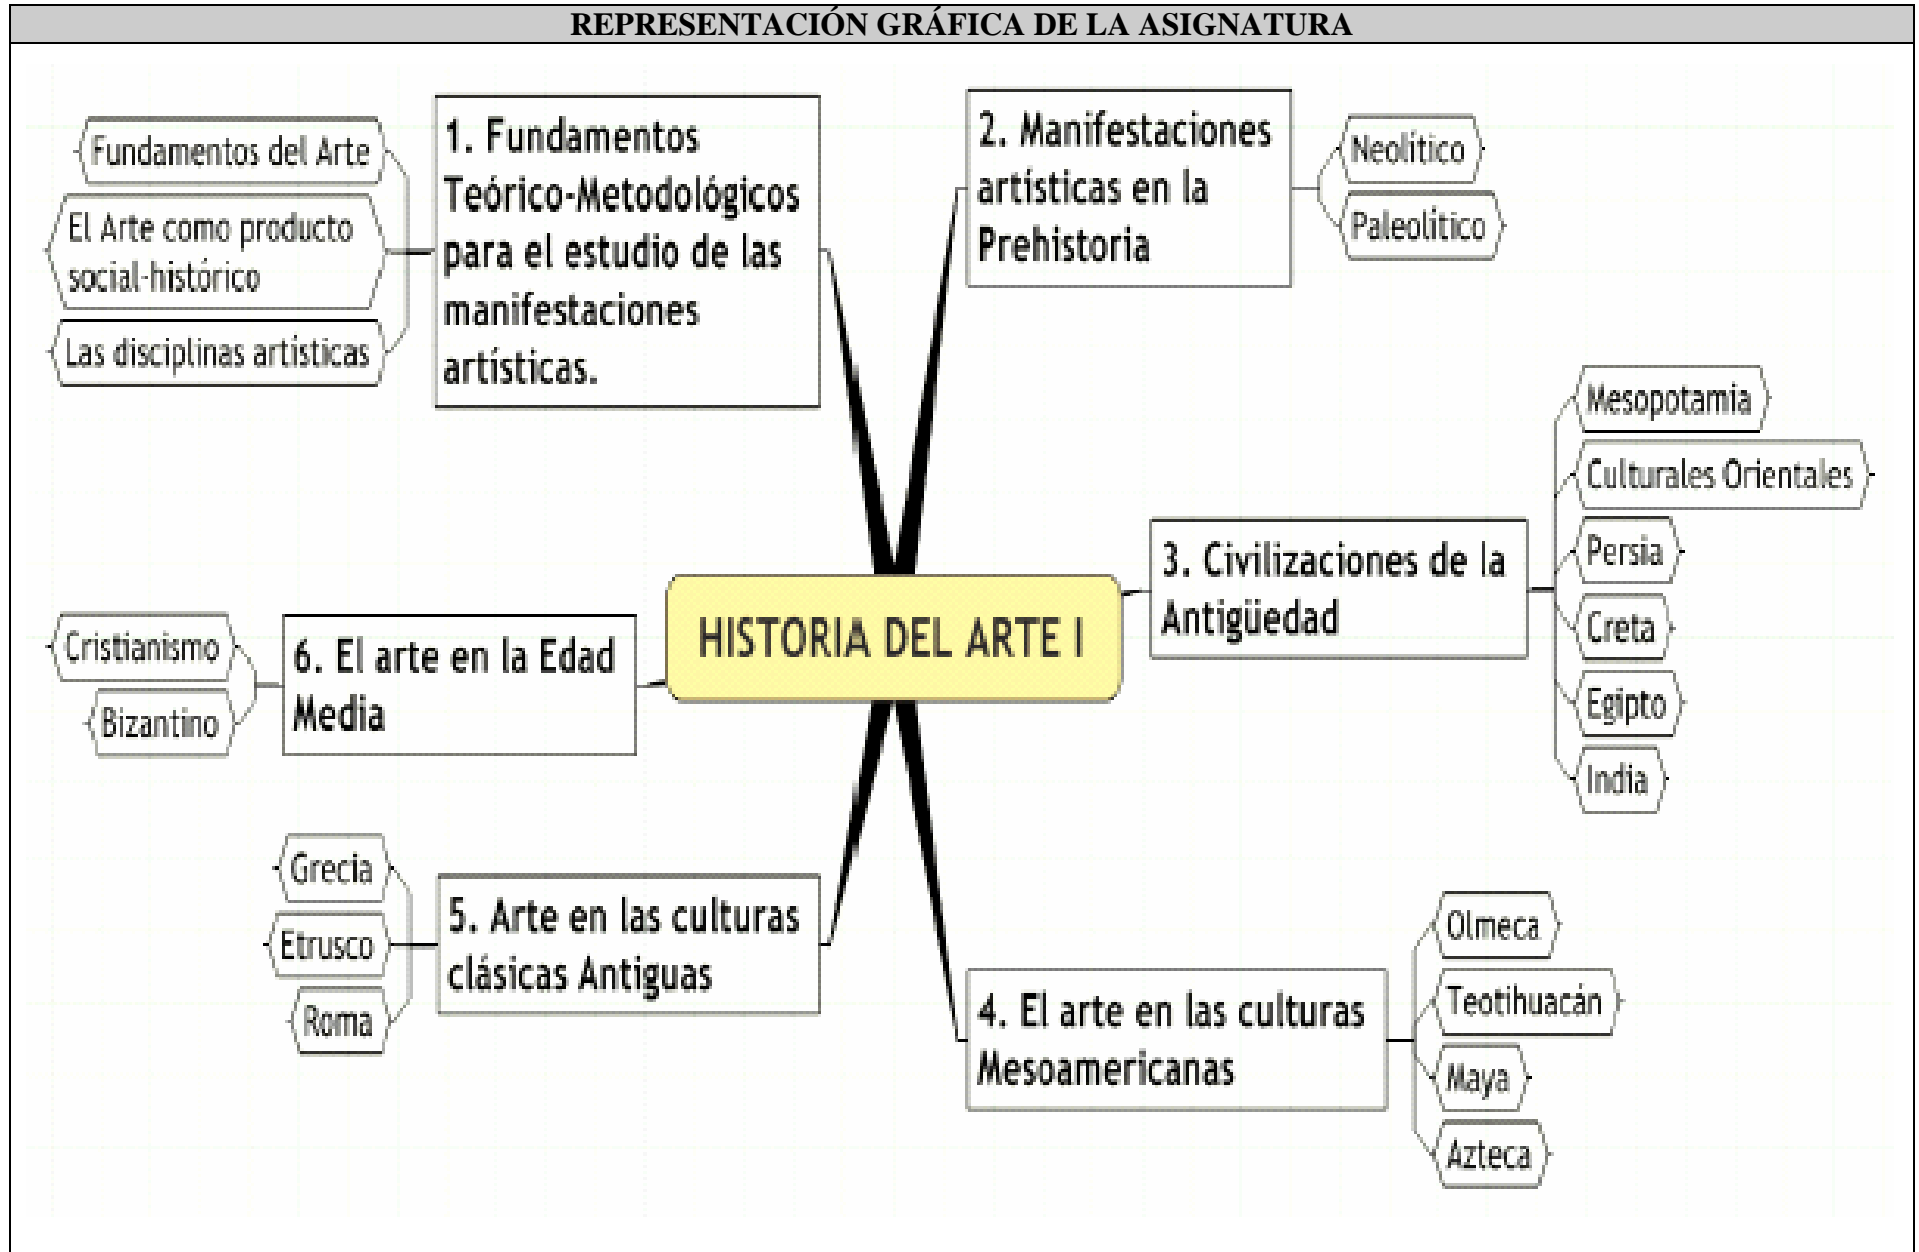 REPRESENTACIÓN GRÁFICA DE LA ASIGNATURA
1. Fundamentos
Teórico-Metodológicos
para el estudio de las
manifestaciones
artísticas.
Fundamentos del Arte
El Arte como producto
social-histórico
Las disciplinas artísticas
2. Manifestaciones
artísticas en la
Prehistoria
Neolítico
Paleolítico
3. Civilizaciones de la
Antigüedad
Mesopotamia
Culturales Orientales
Persia
Creta
Egipto
India
HISTORIA DEL ARTE I
6. El arte en la Edad
Media
Cristianismo
Bizantino
5. Arte en las culturas
clásicas Antiguas
Grecia
Etrusco
Roma
4. El arte en las culturas
Mesoamericanas
Olmeca
Teotihuacán
Maya
Azteca